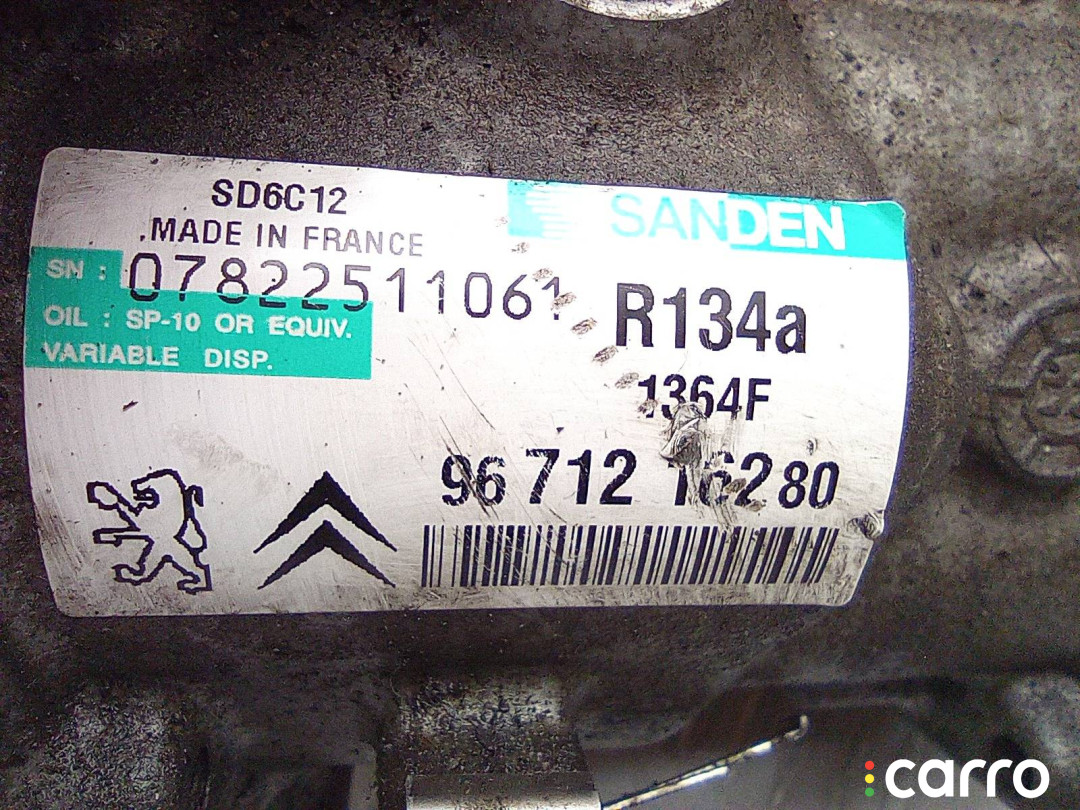 SD6C12
MADE IN FRANCE
SANDEN
SN : 07822511061
OIL : SP-10 OR EQUIV.
VARIABLE DISP.
R134a
1364F
96 712 162 80
carro